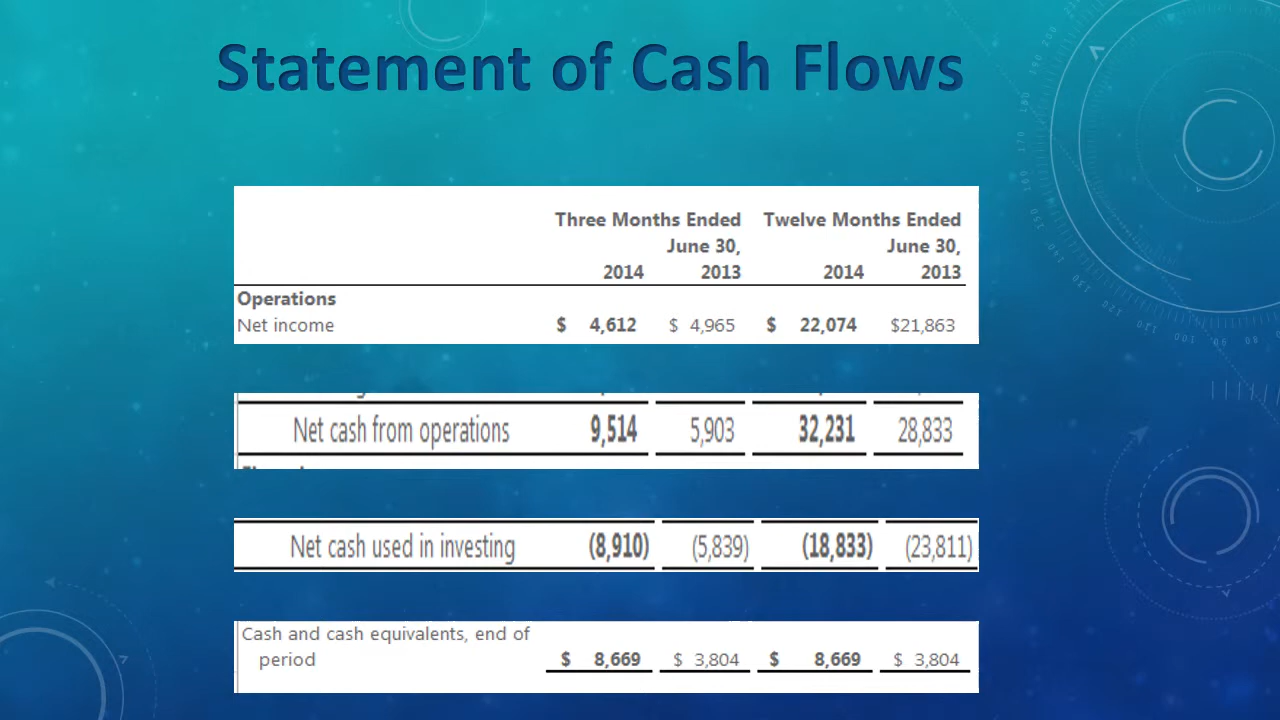 Statement of Cash Flows
Three Months Ended Twelve Months Ended
June 30, June 30,
2014 2013 2014 2013
Operations
Net income $ 4,612 $ 4,965 $ 22,074 $21,863
Net cash from operations 9,514 5,903 32,231 28,833
Net cash used in investing (8,910) (5,839) (18,833) (23,811)
Cash and cash equivalents, end of
period $ 8,669 $ 3,804 $ 8,669 $ 3,804